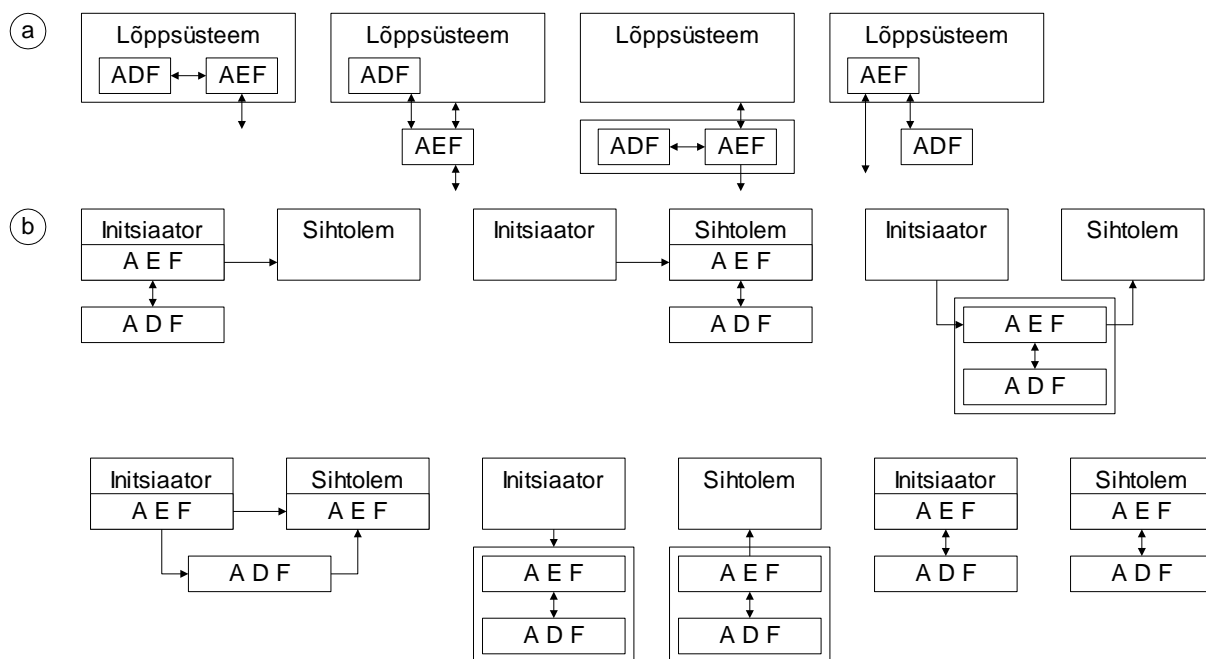 a
Lõppsüsteem
ADF AEF
Lõppsüsteem
ADF
AEF
Lõppsüsteem
ADF AEF
Lõppsüsteem
AEF
ADF
b
Initsiaator
A E F
A D F
Sihtolem
Initsiaator
Sihtolem
A E F
A D F
Initsiaator
Sihtolem
A E F
A D F
Initsiaator
A E F
Sihtolem
A E F
A D F
Initsiaator
A E F
A D F
Sihtolem
A E F
A D F
Initsiaator
A E F
A D F
Sihtolem
A E F
A D F